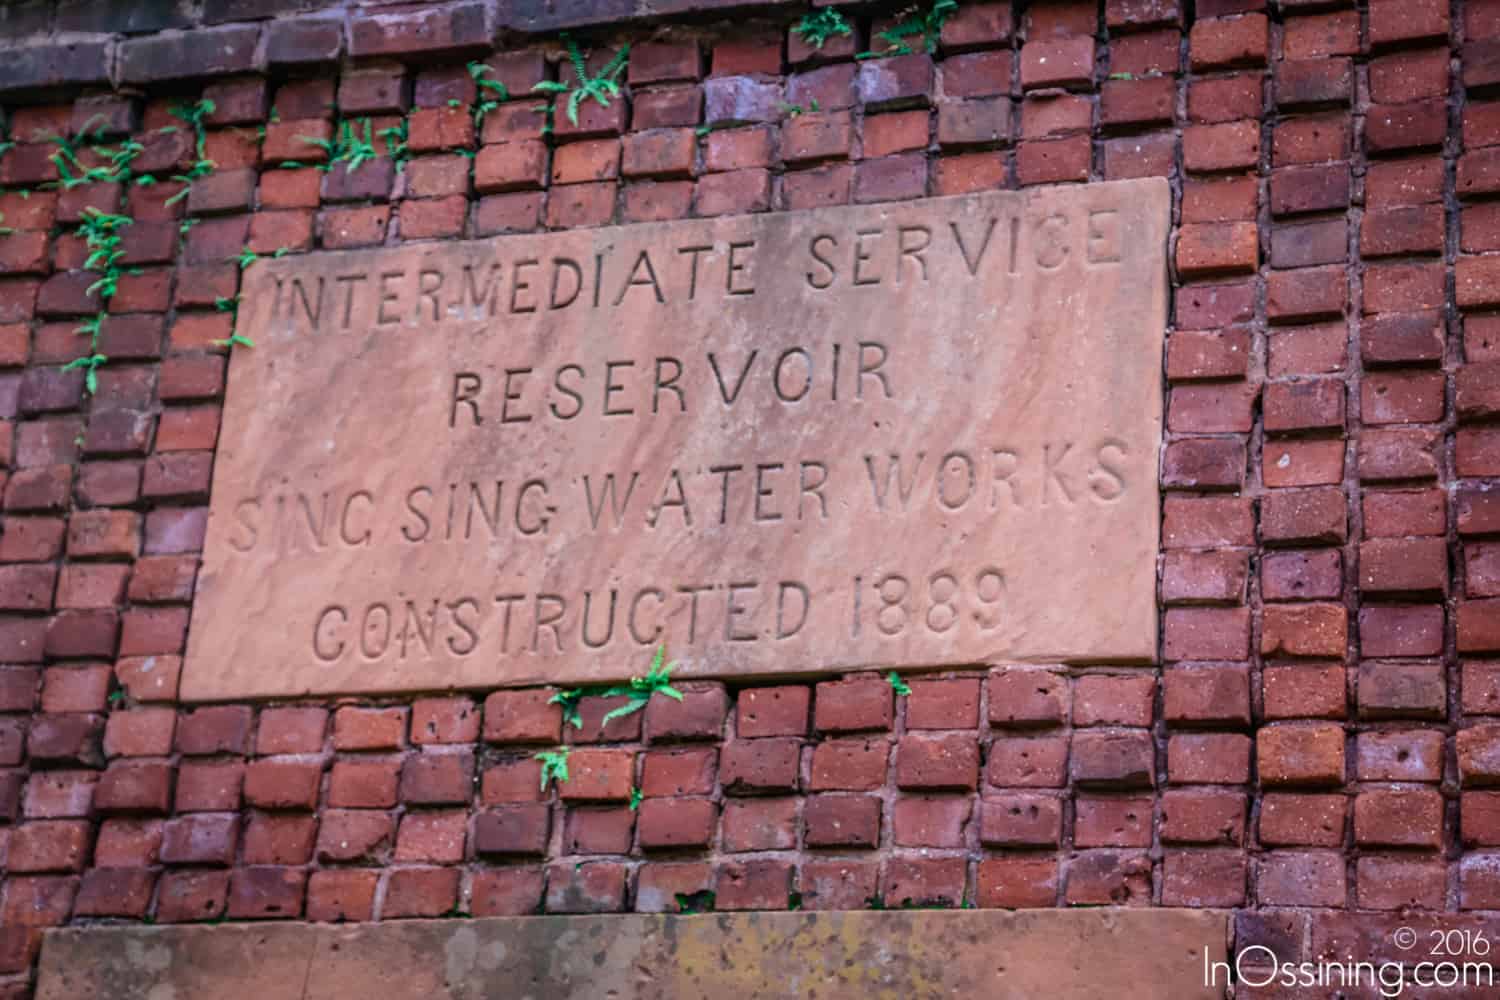 INTERMEDIATE SERVICE
RESERVOIR
SING SING WATER WORKS
CONSTRUCTED 1889
© 2016
InOssining.com